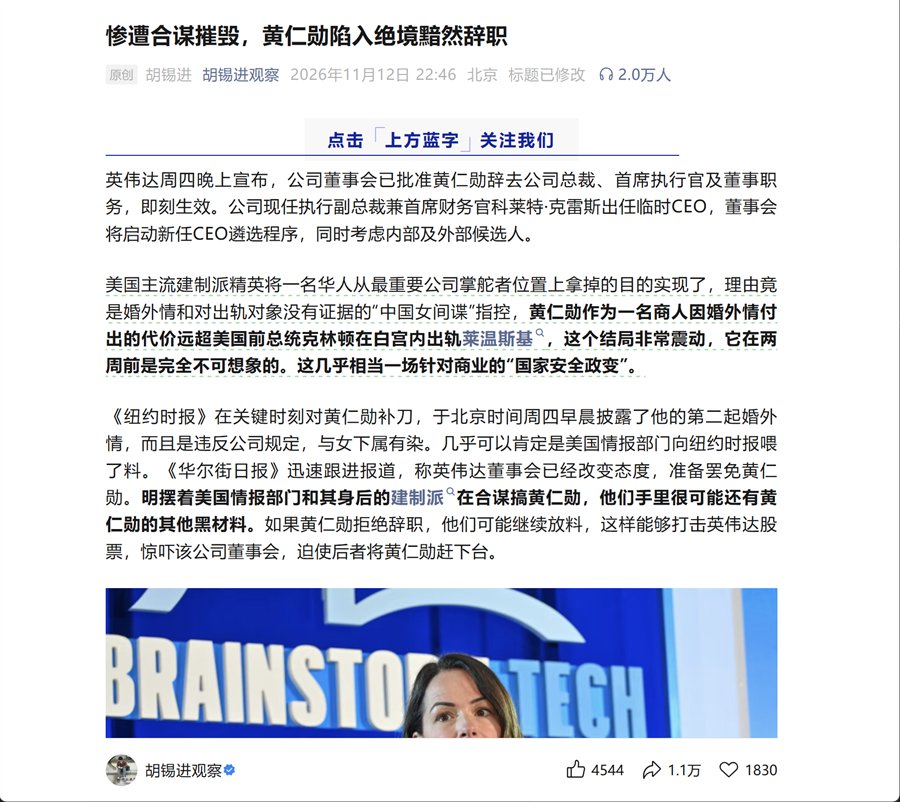 惨遭合谋摧毁，黄仁勋陷入绝境黯然辞职
原创 胡锡进 胡锡进观察 2026年11月12日 22:46 北京 标题已修改 2.0万人
点击「上方蓝字」关注我们
英伟达周四晚上宣布，公司董事会已批准黄仁勋辞去公司总裁、首席执行官及董事职
务，即刻生效。公司现任执行副总裁兼首席财务官科莱特·克雷斯出任临时CEO，董事会
将启动新任CEO遴选程序，同时考虑内部及外部候选人。
美国主流建制派精英将一名华人从最重要公司掌舵者位置上拿掉的目的实现了，理由竟
是婚外情和对出轨对象没有证据的“中国女间谍”指控，黄仁勋作为一名商人因婚外情付
出的代价远超美国前总统克林顿在白宫内出轨莱温斯基，这个结局非常震动，它在两
周前是完全不可想象的。这几乎相当一场针对商业的“国家安全政变”。
《纽约时报》在关键时刻对黄仁勋补刀，于北京时间周四早晨披露了他的第二起婚外
情，而且是违反公司规定，与女下属有染。几乎可以肯定是美国情报部门向纽约时报喂
了料。《华尔街日报》迅速跟进报道，称英伟达董事会已经改变态度，准备罢免黄仁
勋。明摆着美国情报部门和其身后的建制派在合谋搞黄仁勋，他们手里很可能还有黄
仁勋的其他黑材料。如果黄仁勋拒绝辞职，他们可能继续放料，这样能够打击英伟达股
票，惊吓该公司董事会，迫使后者将黄仁勋赶下台。
BRAINSTO TECH
胡锡进观察 4544 1.1万 1830